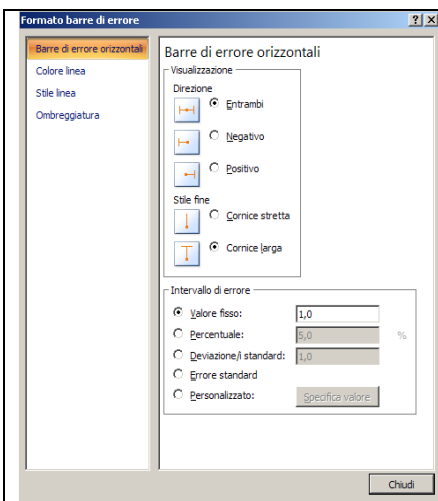 Formato barre di errore
Barre di errore orizzontali
Colore linea
Stile linea
Ombreggiatura
Barre di errore orizzontali
Visualizzazione
Direzione
Entrambi
Negativo
Positivo
Stile fine
Cornice stretta
Cornice larga
Intervallo di errore
Valore fisso: 1,0
Percentuale: 5,0 %
Deviazione/i standard: 1,0
Errore standard
Personalizzato: Specifica valore
Chiudi